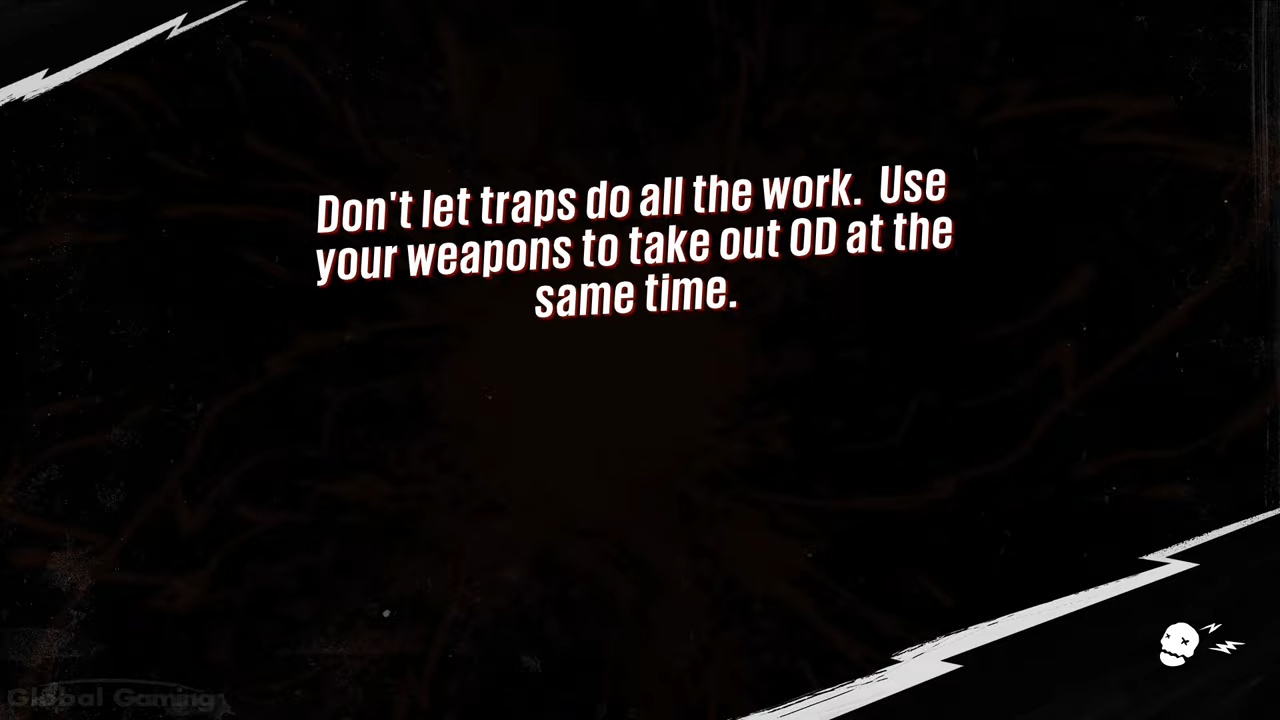 Don't let traps do all the work.  Use
your weapons to take out OD at the
same time.
Global Gaming